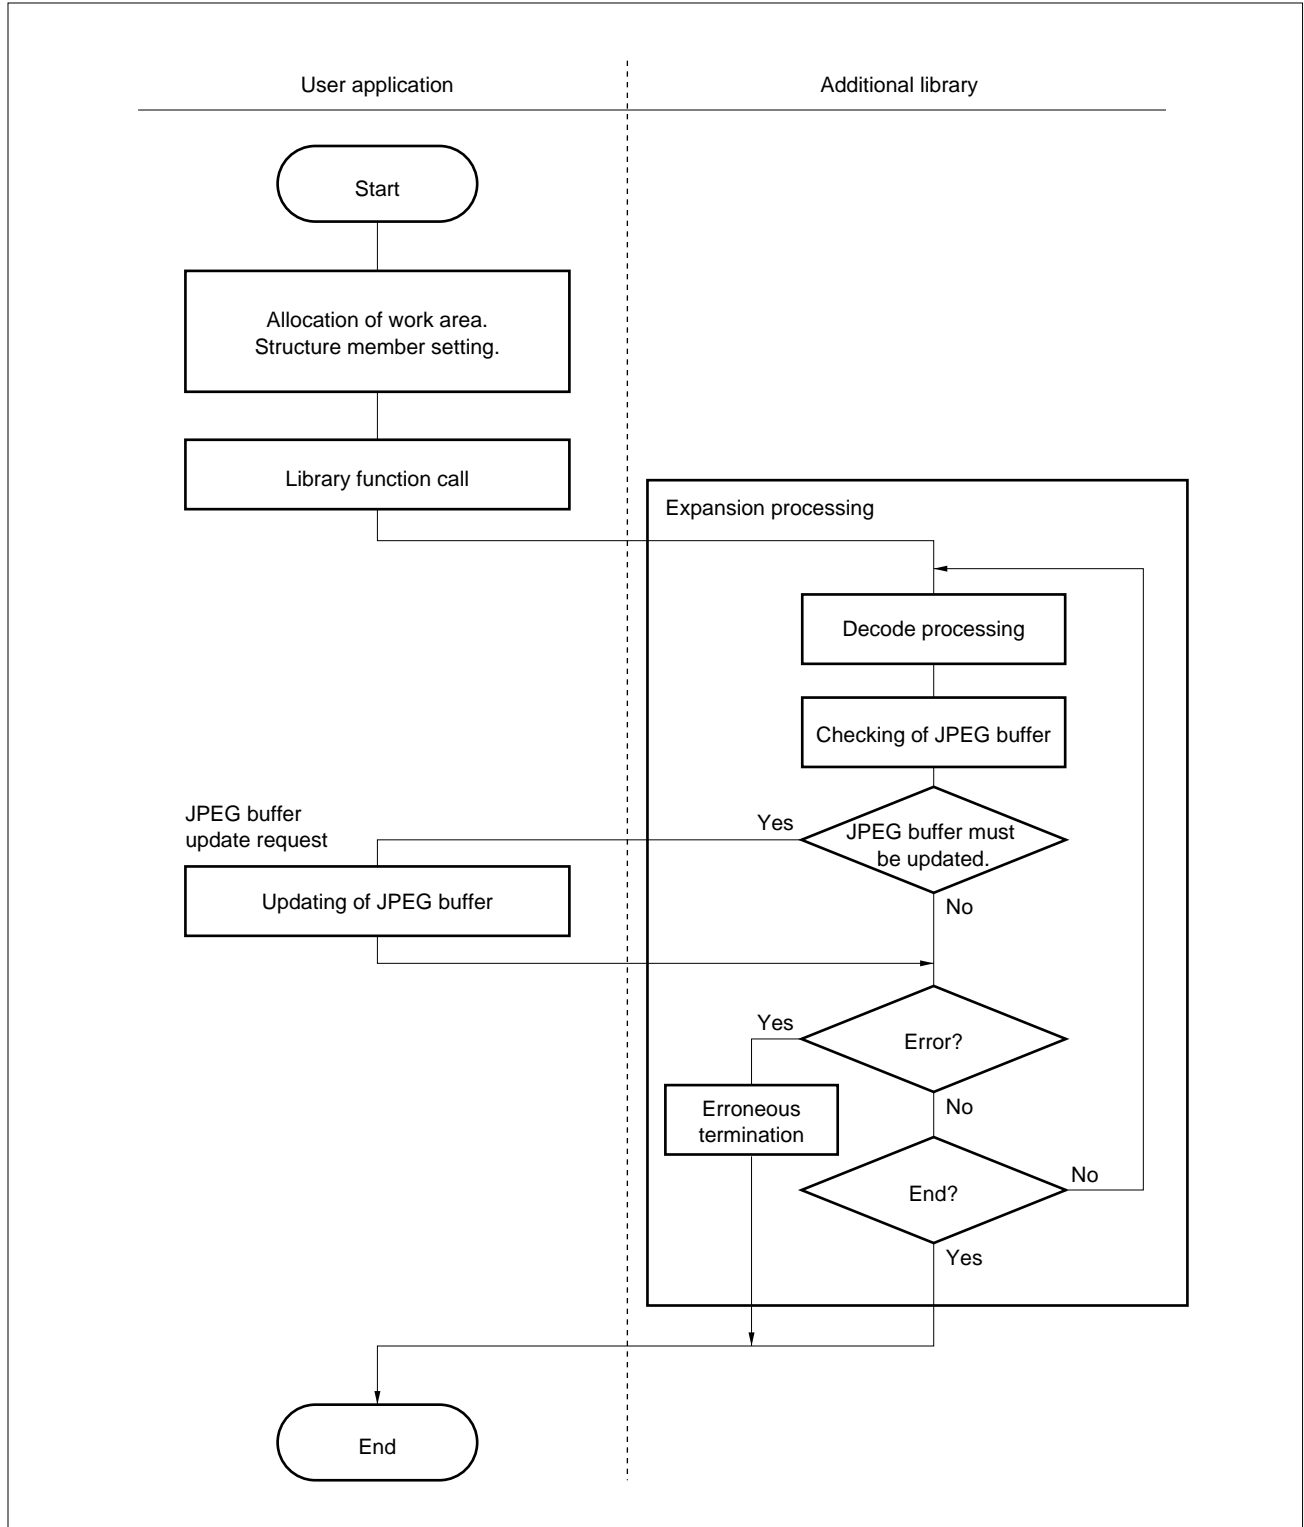 User application
Additional library
Start
Allocation of work area.
Structure member setting.
Library function call
Expansion processing
Decode processing
Checking of JPEG buffer
JPEG buffer must
be updated.
Yes
No
JPEG buffer
update request
Updating of JPEG buffer
Error?
Yes
No
Erroneous
termination
End?
No
Yes
End